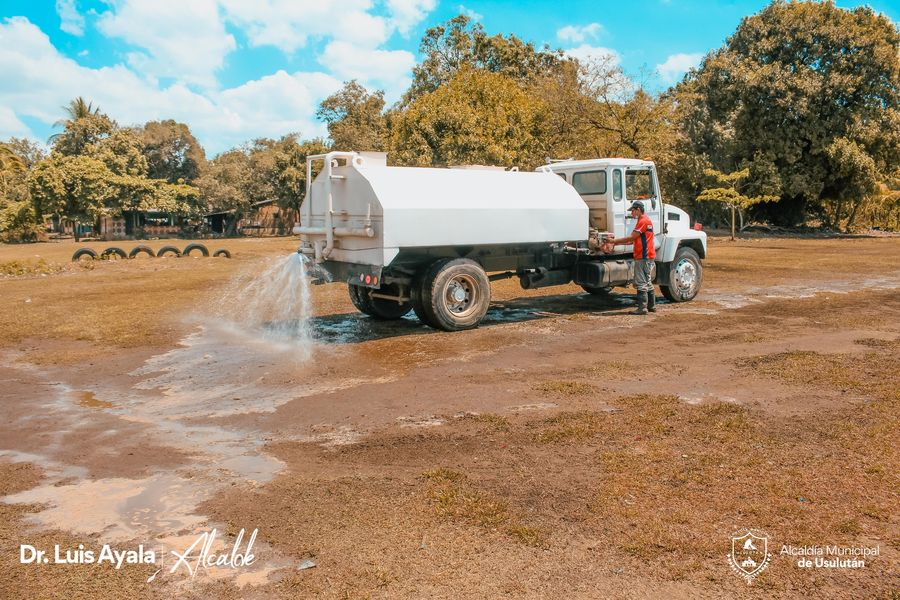 Dr. Luis Ayala | Alcalde
Alcaldía Municipal
de Usulután